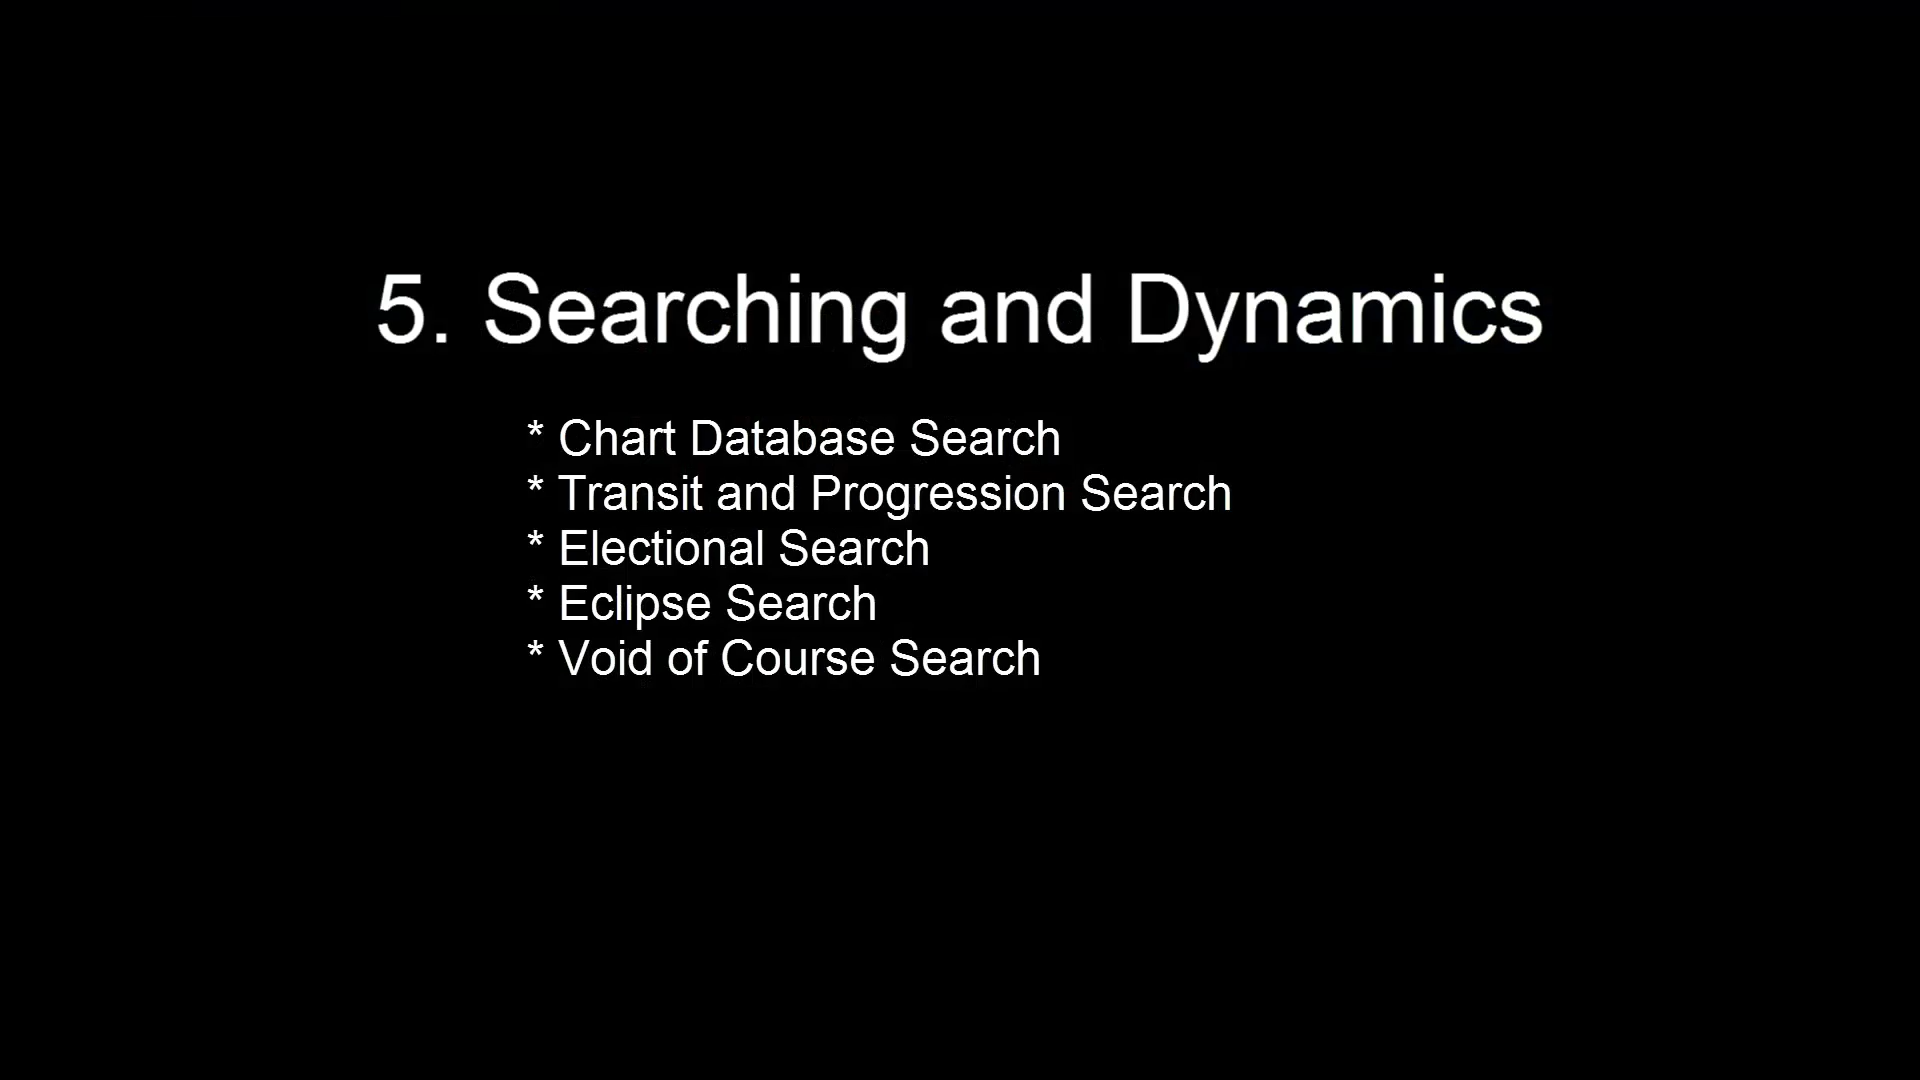 5. Searching and Dynamics
* Chart Database Search
* Transit and Progression Search
* Electional Search
* Eclipse Search
* Void of Course Search